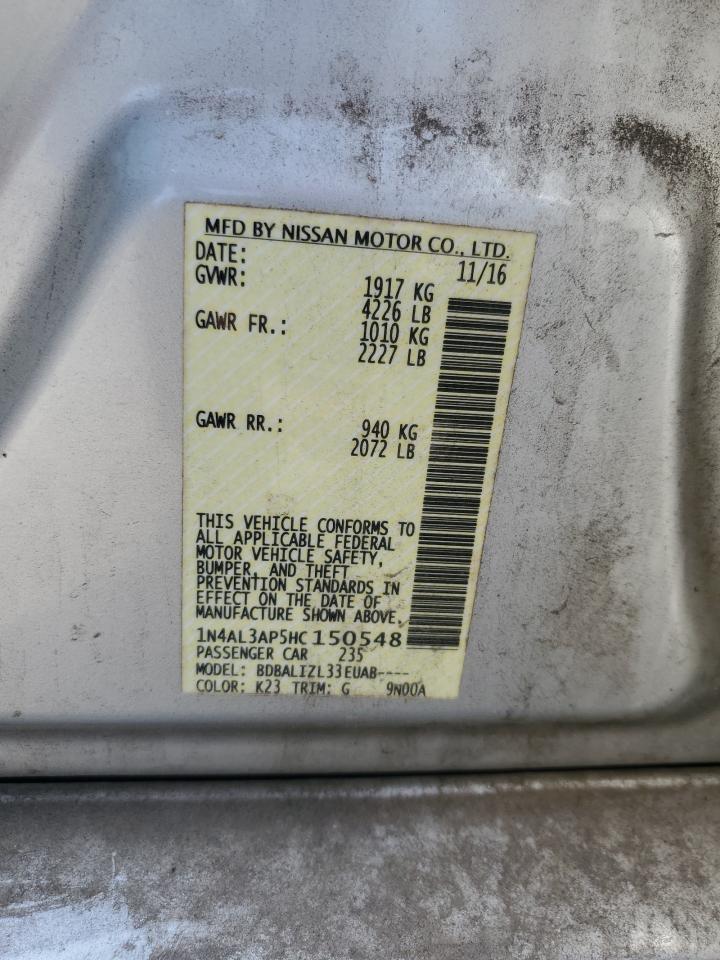 MFD BY NISSAN MOTOR CO., LTD.
DATE: 11/16
GVWR: 1917 KG
4226 LB
GAWR FR.: 1010 KG
2227 LB
GAWR RR.: 940 KG
2072 LB
THIS VEHICLE CONFORMS TO
ALL APPLICABLE FEDERAL
MOTOR VEHICLE SAFETY,
BUMPER, AND THEFT
PREVENTION STANDARDS IN
EFFECT ON THE DATE OF
MANUFACTURE SHOWN ABOVE.
1N4AL3AP5HC150548
PASSENGER CAR 235
MODEL: BDBALIZL33EUAB----
COLOR: K23 TRIM: G 9N00A